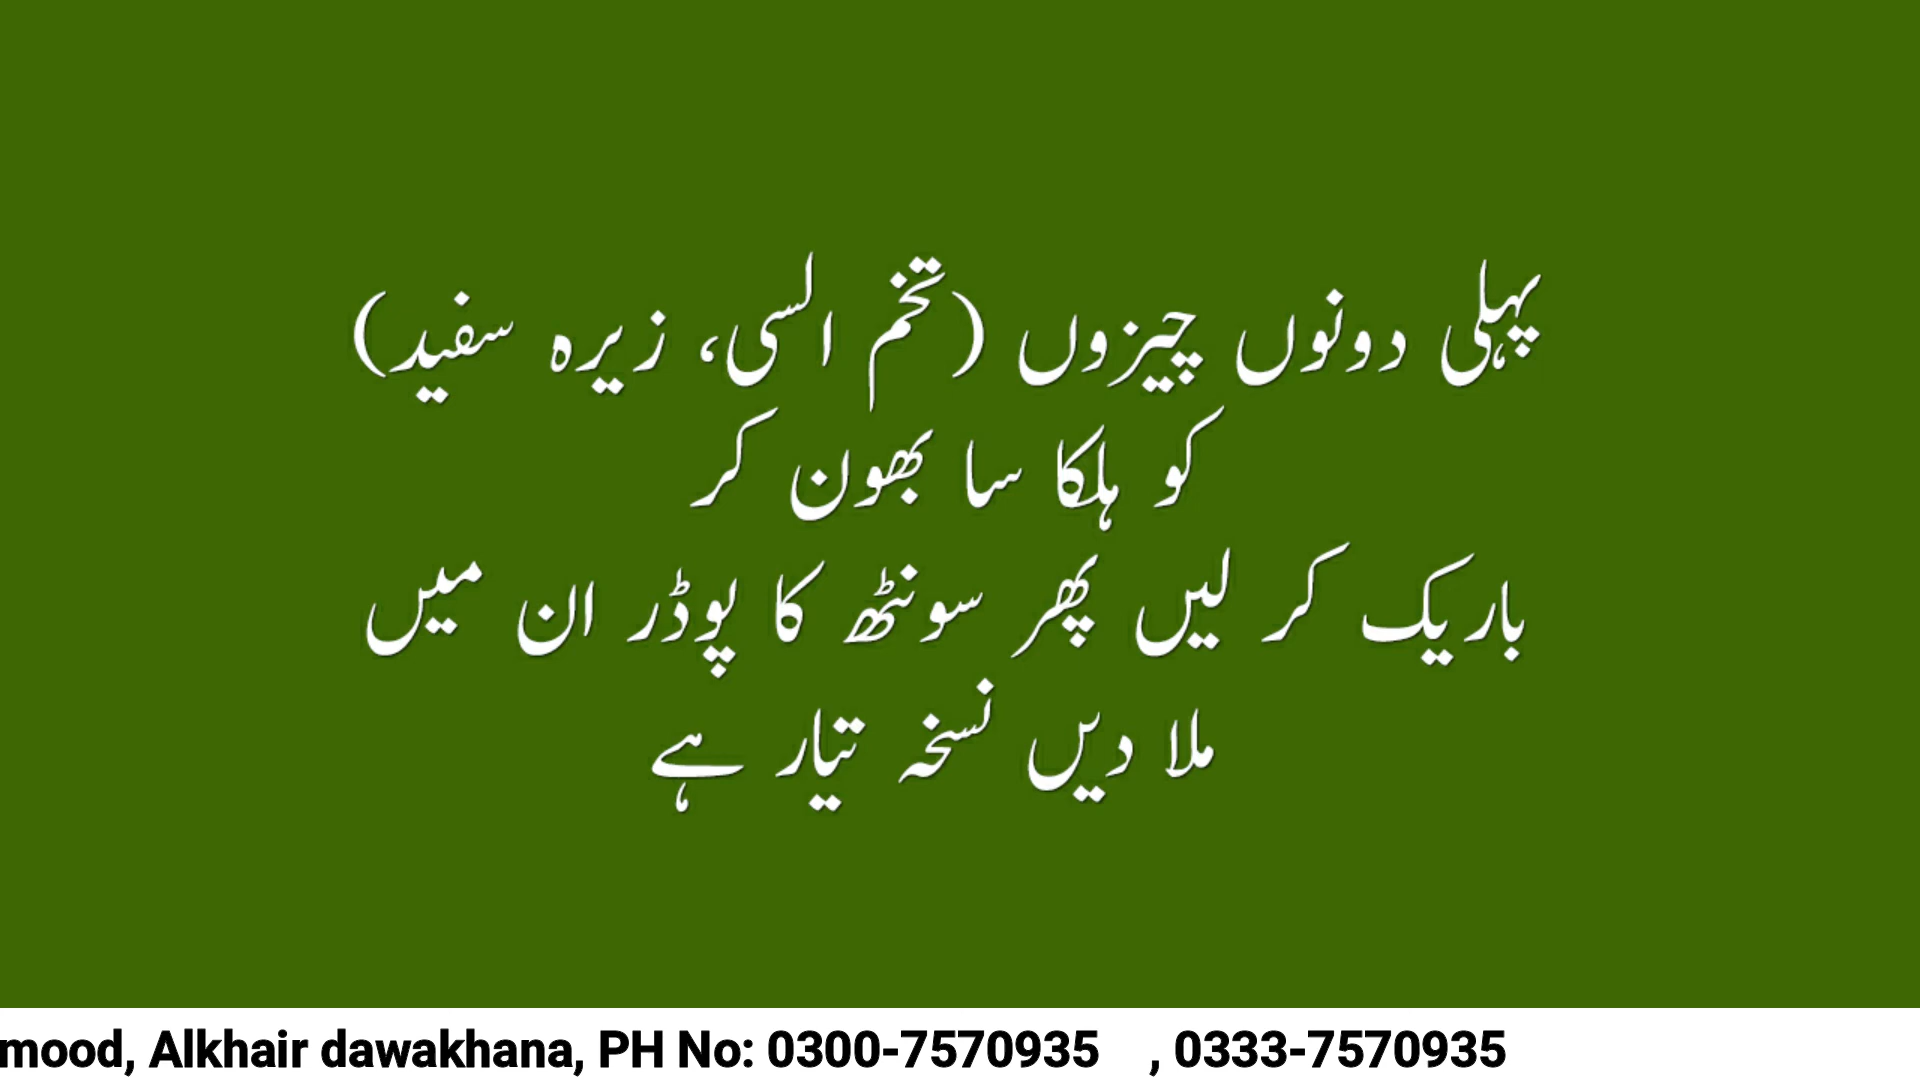 پہلی دونوں چیزوں (تخم السی، زیرہ سفید)
کو ہلکا سا بھون کر
باریک کر لیں پھر سونٹھ کا پوڈر ان میں
ملا دیں نسخہ تیار ہے
mood, Alkhair dawakhana, PH No: 0300-7570935 , 0333-7570935